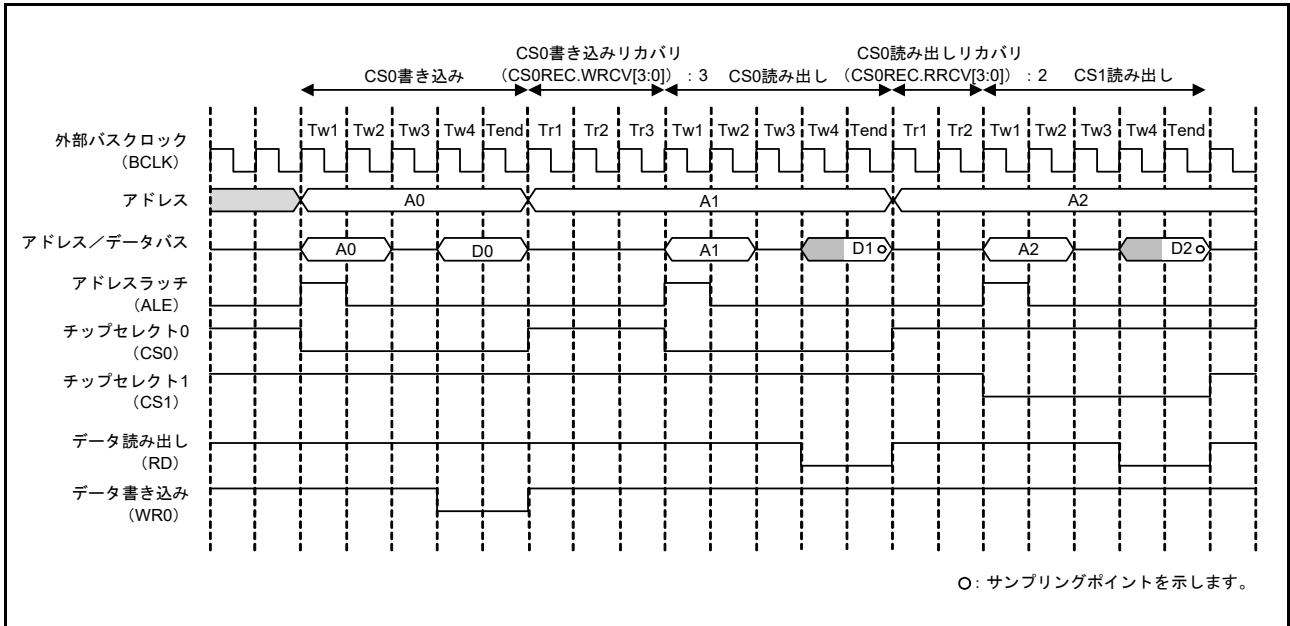 CS0書き込みリカバリ CS0読み出しリカバリ
CS0書き込み （CS0REC.WRCV[3:0]）：3 CS0読み出し （CS0REC.RRCV[3:0]）：2 CS1読み出し
Tw1 Tw2 Tw3 Tw4 Tend Tr1 Tr2 Tr3 Tw1 Tw2 Tw3 Tw4 Tend Tr1 Tr2 Tw1 Tw2 Tw3 Tw4 Tend
外部バスクロック
（BCLK）
アドレス A0 A1 A2
アドレス／データバス A0 D0 A1 D1 A2 D2
アドレスラッチ
（ALE）
チップセレクト0
（CS0）
チップセレクト1
（CS1）
データ読み出し
（RD）
データ書き込み
（WR0）
：サンプリングポイントを示します。